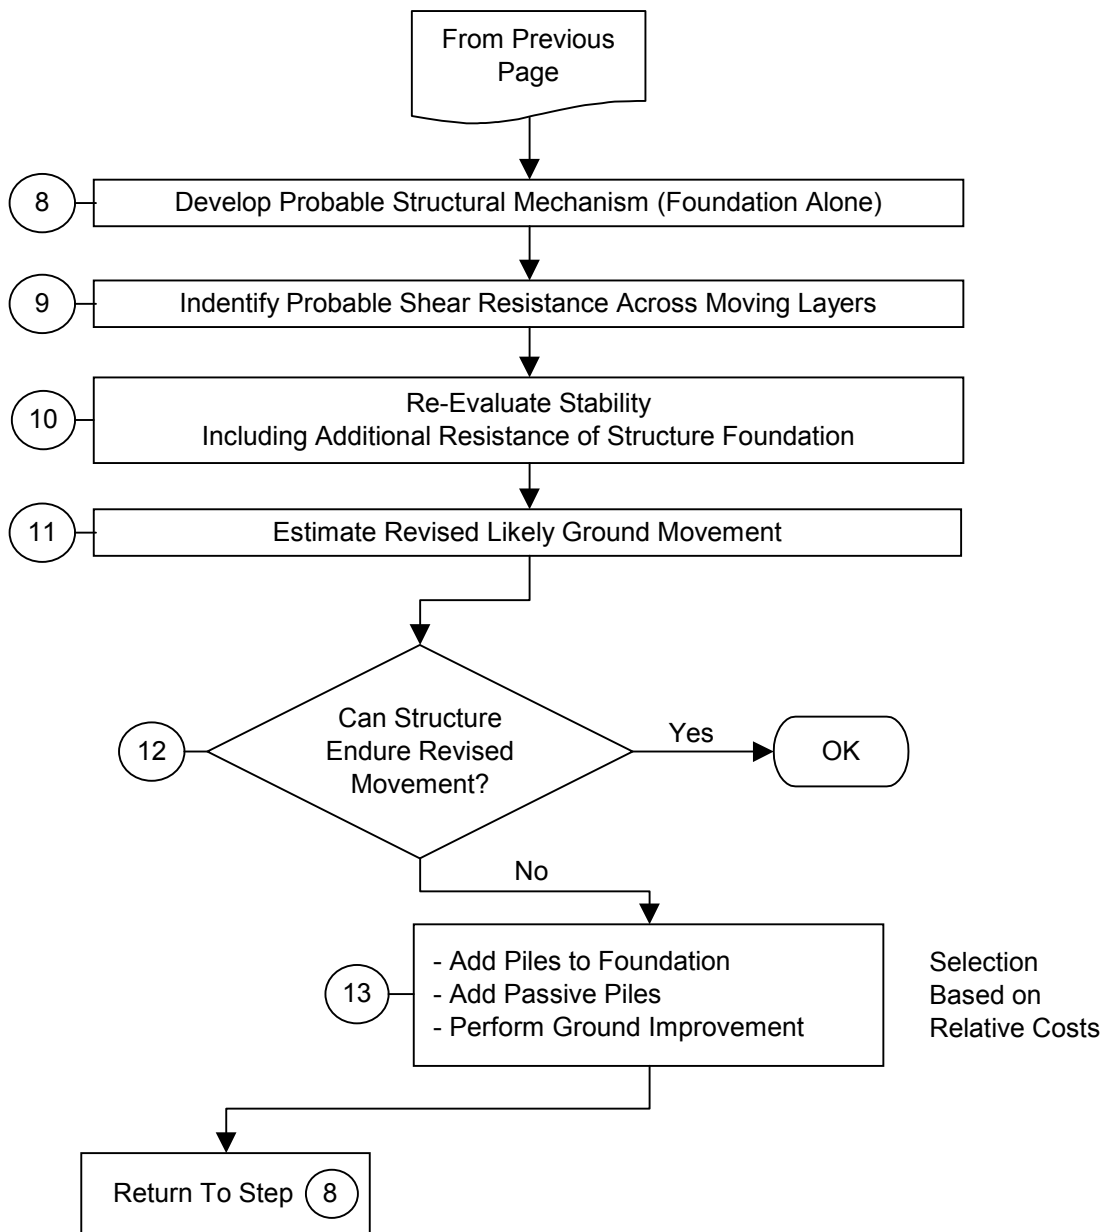 From Previous
Page
8
Develop Probable Structural Mechanism (Foundation Alone)
9
Indentify Probable Shear Resistance Across Moving Layers
10
Re-Evaluate Stability
Including Additional Resistance of Structure Foundation
11
Estimate Revised Likely Ground Movement
12
Can Structure
Endure Revised
Movement?
Yes
OK
No
13
- Add Piles to Foundation
- Add Passive Piles
- Perform Ground Improvement
Selection
Based on
Relative Costs
Return To Step 8